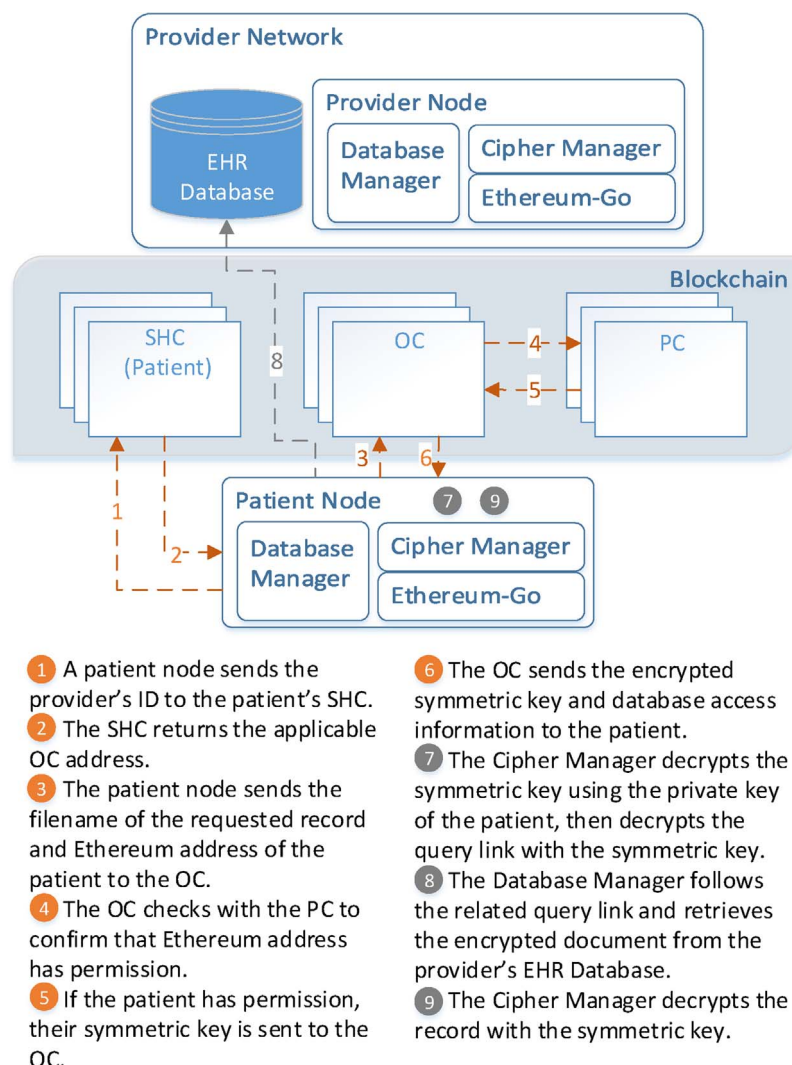 Provider Network
EHR
Database
Provider Node
Database
Manager
Cipher Manager
Ethereum-Go
Blockchain
SHC
(Patient)
OC
PC
4
5
8
3
6
1
2
Patient Node
7
9
Database
Manager
Cipher Manager
Ethereum-Go
1 A patient node sends the
provider's ID to the patient's SHC.
2 The SHC returns the applicable
OC address.
3 The patient node sends the
filename of the requested record
and Ethereum address of the
patient to the OC.
4 The OC checks with the PC to
confirm that Ethereum address
has permission.
5 If the patient has permission,
their symmetric key is sent to the
OC.
6 The OC sends the encrypted
symmetric key and database access
information to the patient.
7 The Cipher Manager decrypts the
symmetric key using the private key
of the patient, then decrypts the
query link with the symmetric key.
8 The Database Manager follows
the related query link and retrieves
the encrypted document from the
provider's EHR Database.
9 The Cipher Manager decrypts the
record with the symmetric key.